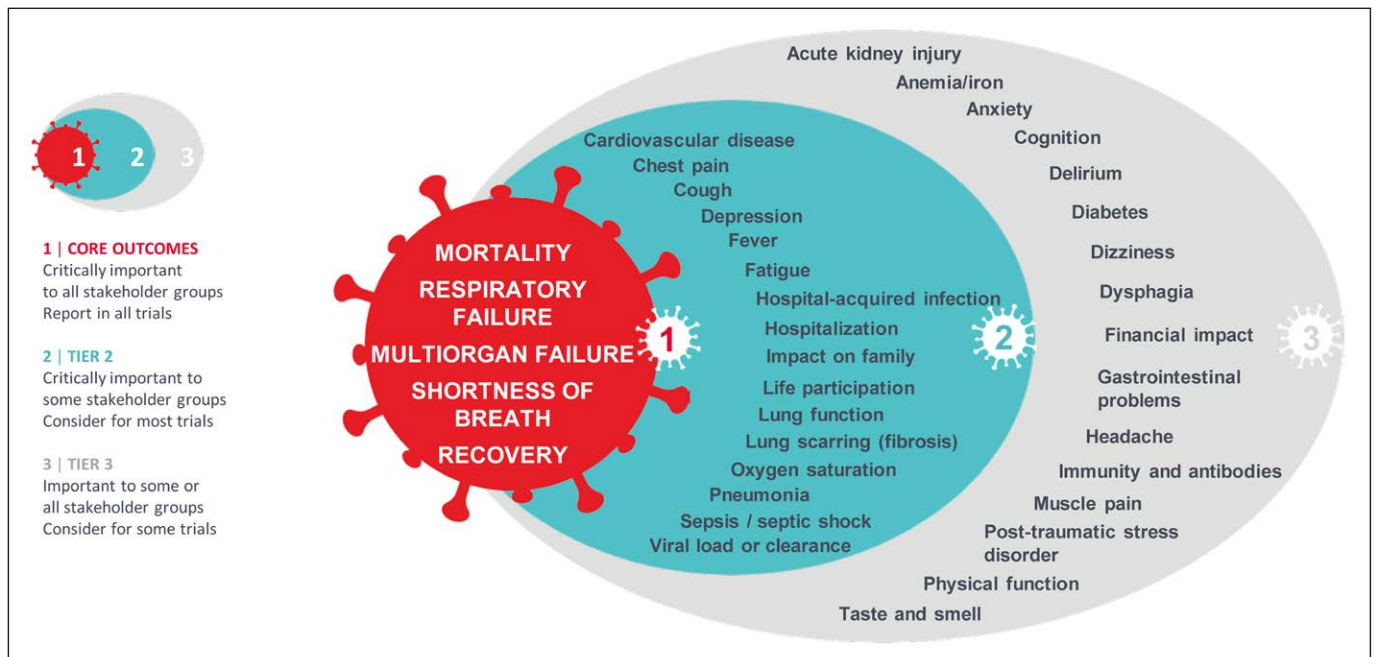 1 2 3
1 | CORE OUTCOMES
Critically important
to all stakeholder groups
Report in all trials
2 | TIER 2
Critically important to
some stakeholder groups
Consider for most trials
3 | TIER 3
Important to some or
all stakeholder groups
Consider for some trials
MORTALITY
RESPIRATORY
FAILURE
MULTIORGAN FAILURE
SHORTNESS OF
BREATH
RECOVERY
1
Cardiovascular disease
Chest pain
Cough
Depression
Fever
Fatigue
Hospital-acquired infection
Hospitalization
Impact on family
Life participation
Lung function
Lung scarring (fibrosis)
Oxygen saturation
Pneumonia
Sepsis / septic shock
Viral load or clearance
2
Acute kidney injury
Anemia/iron
Anxiety
Cognition
Delirium
Diabetes
Dizziness
Dysphagia
Financial impact
Gastrointestinal
problems
Headache
Immunity and antibodies
Muscle pain
Post-traumatic stress
disorder
Physical function
Taste and smell
3